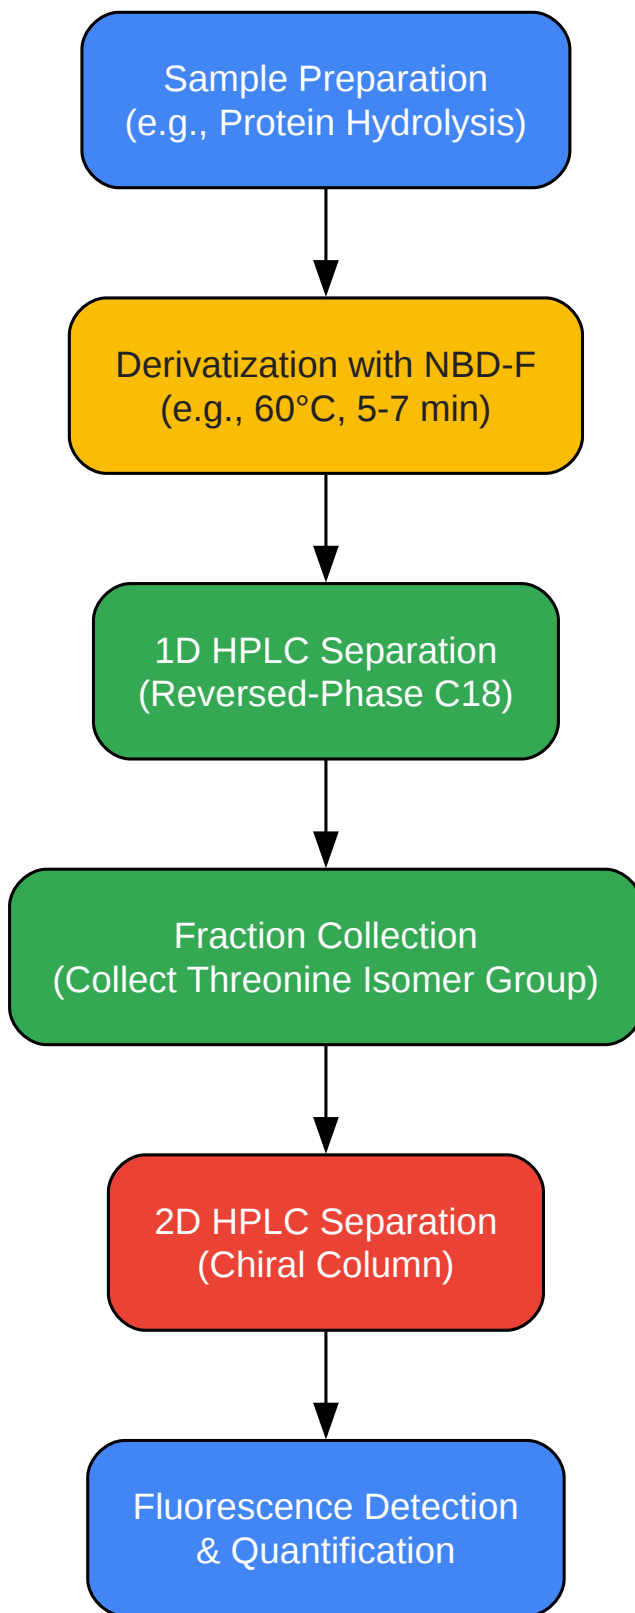 Sample Preparation
(e.g., Protein Hydrolysis)
Derivatization with NBD-F
(e.g., 60°C, 5-7 min)
1D HPLC Separation
(Reversed-Phase C18)
Fraction Collection
(Collect Threonine Isomer Group)
2D HPLC Separation
(Chiral Column)
Fluorescence Detection
& Quantification